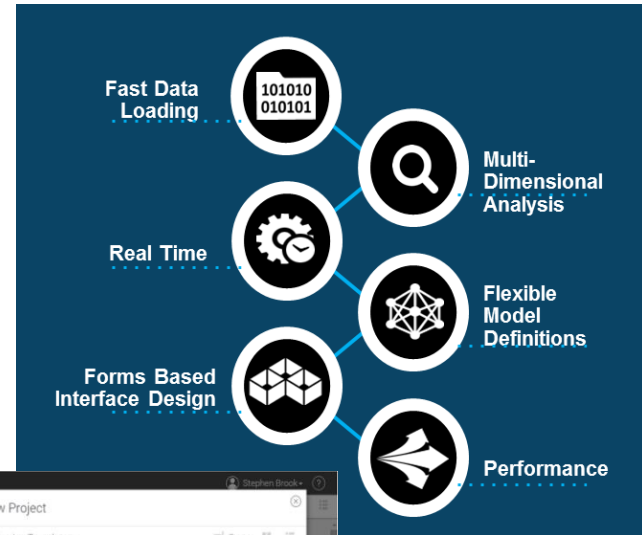 Fast Data
Loading
101010
010101
Multi-
Dimensional
Analysis
Real Time
Flexible
Model
Definitions
Forms Based
Interface Design
Performance
Stephen Brook
?
w Project